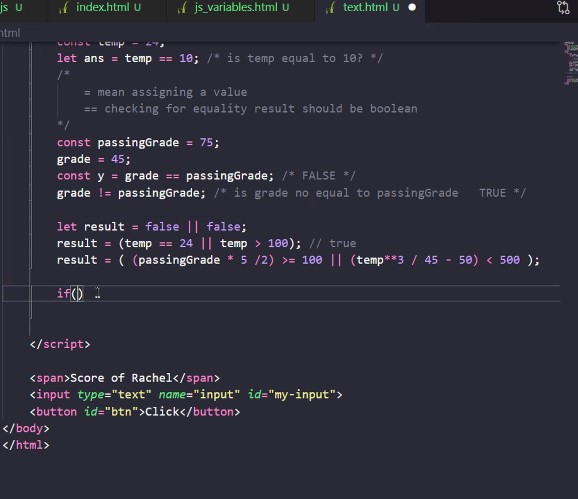 js U index.html U js_variables.html U text.html U
html
const temp = 24;
let ans = temp == 10; /* is temp equal to 10? */
/*
= mean assigning a value
== checking for equality result should be boolean
*/
const passingGrade = 75;
grade = 45;
const y = grade == passingGrade; /* FALSE */
grade != passingGrade; /* is grade no equal to passingGrade TRUE */
let result = false || false;
result = (temp == 24 || temp > 100); // true
result = ( (passingGrade * 5 /2) >= 100 || (temp**3 / 45 - 50) < 500 );
if()
</script>
<span>Score of Rachel</span>
<input type="text" name="input" id="my-input">
<button id="btn">Click</button>
</body>
</html>